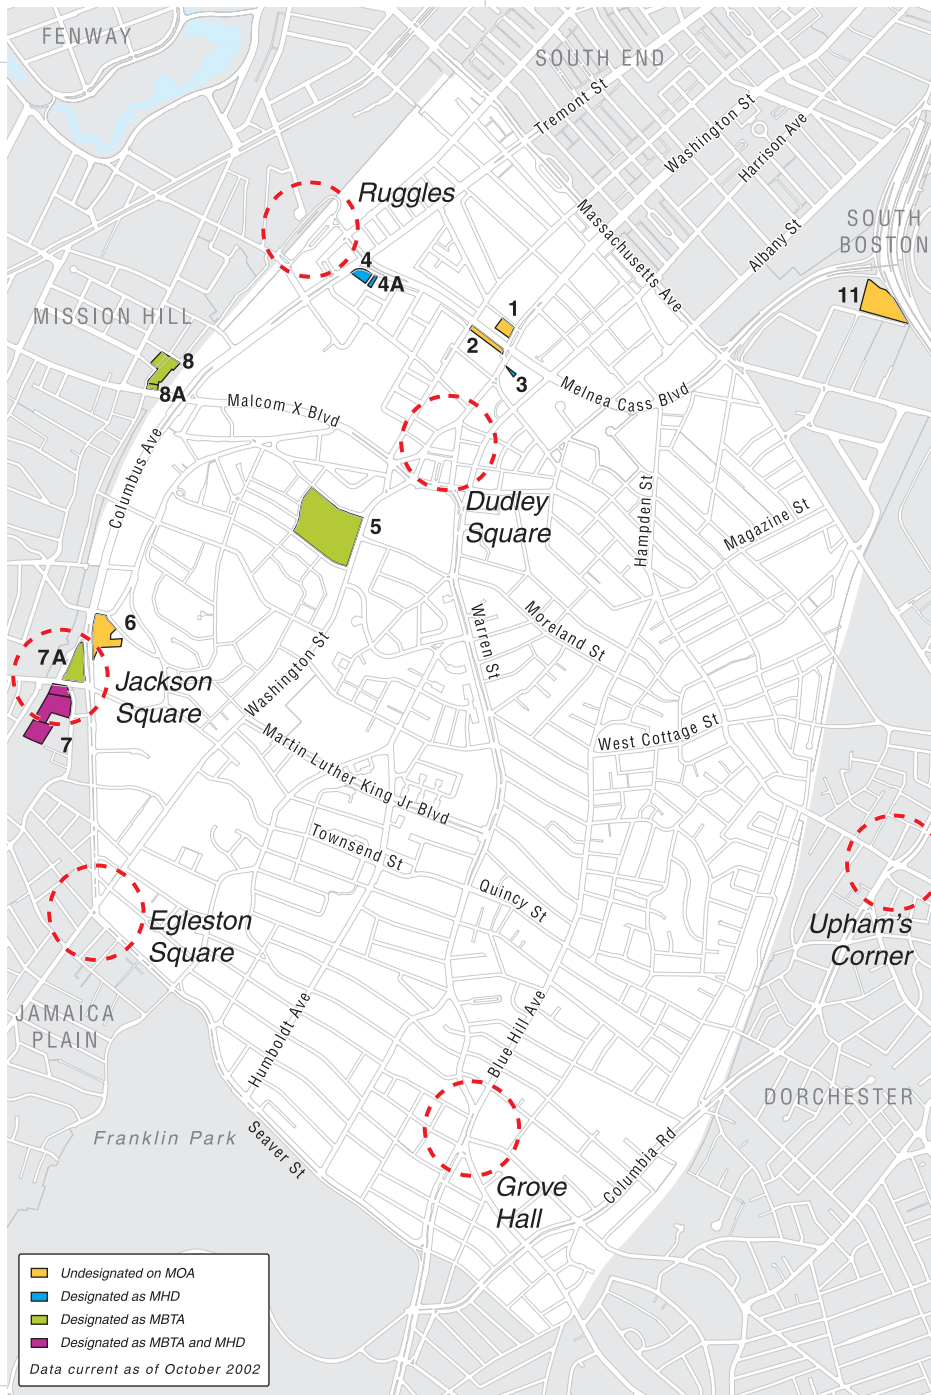 FENWAY
SOUTH END
Tremont St
Washington St
Harrison Ave
Ruggles
Massachusetts Ave
Albany St
SOUTH
BOSTON
4
4A
11
1
MISSION HILL
2
8
3
8A
Melnea Cass Blvd
Malcom X Blvd
Columbus Ave
Dudley
Square
Hampden St
Magazine St
5
6
Warren St
Moreland St
7A
Jackson
Square
Washington St
7
West Cottage St
Martin Luther King Jr Blvd
Townsend St
Quincy St
Egleston
Square
Upham's
Corner
JAMAICA
PLAIN
Humboldt Ave
Blue Hill Ave
DORCHESTER
Franklin Park
Seaver St
Columbia Rd
Grove
Hall
Undesignated on MOA
Designated as MHD
Designated as MBTA
Designated as MBTA and MHD
Data current as of October 2002